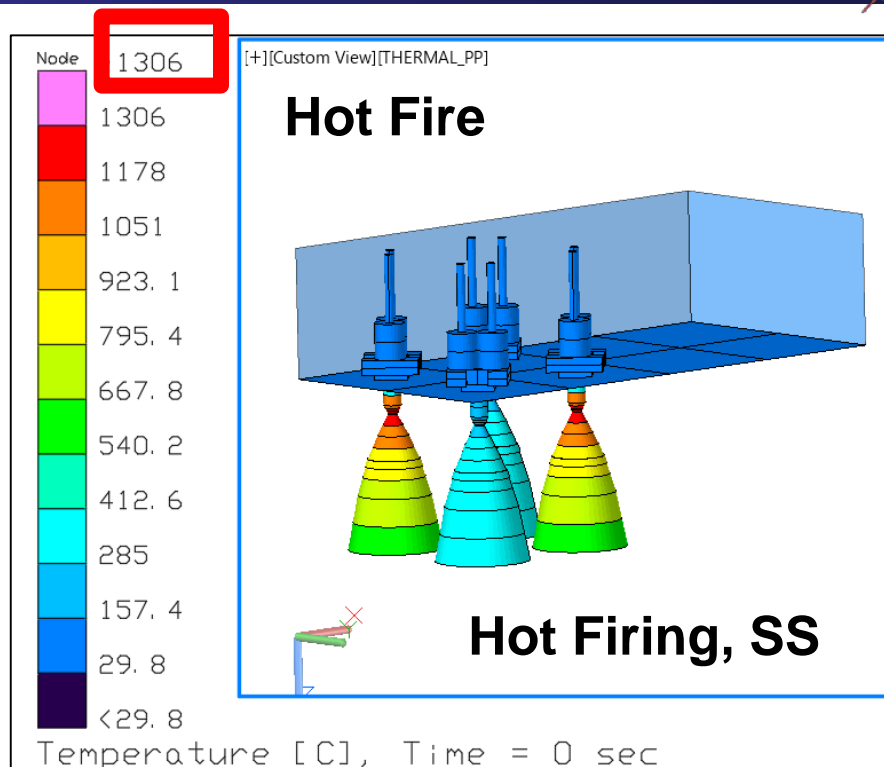 Node
1306
1306
1178
1051
923.1
795.4
667.8
540.2
412.6
285
157.4
29.8
<29.8
Temperature [C], Time = 0 sec
[+][Custom View][THERMAL_PP]
Hot Fire
Hot Firing, SS